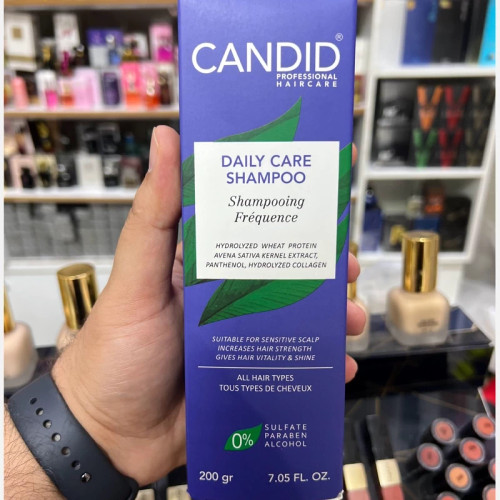 CANDID®
PROFESSIONAL
HAIRCARE
DAILY CARE
SHAMPOO
Shampooing
Fréquence
HYDROLYZED WHEAT PROTEIN
AVENA SATIVA KERNEL EXTRACT,
PANTHENOL, HYDROLYZED COLLAGEN
SUITABLE FOR SENSITIVE SCALP
INCREASES HAIR STRENGTH
GIVES HAIR VITALITY & SHINE
ALL HAIR TYPES
TOUS TYPES DE CHEVEUX
0%
SULFATE
PARABEN
ALCOHOL
200 gr 7.05 FL. OZ.